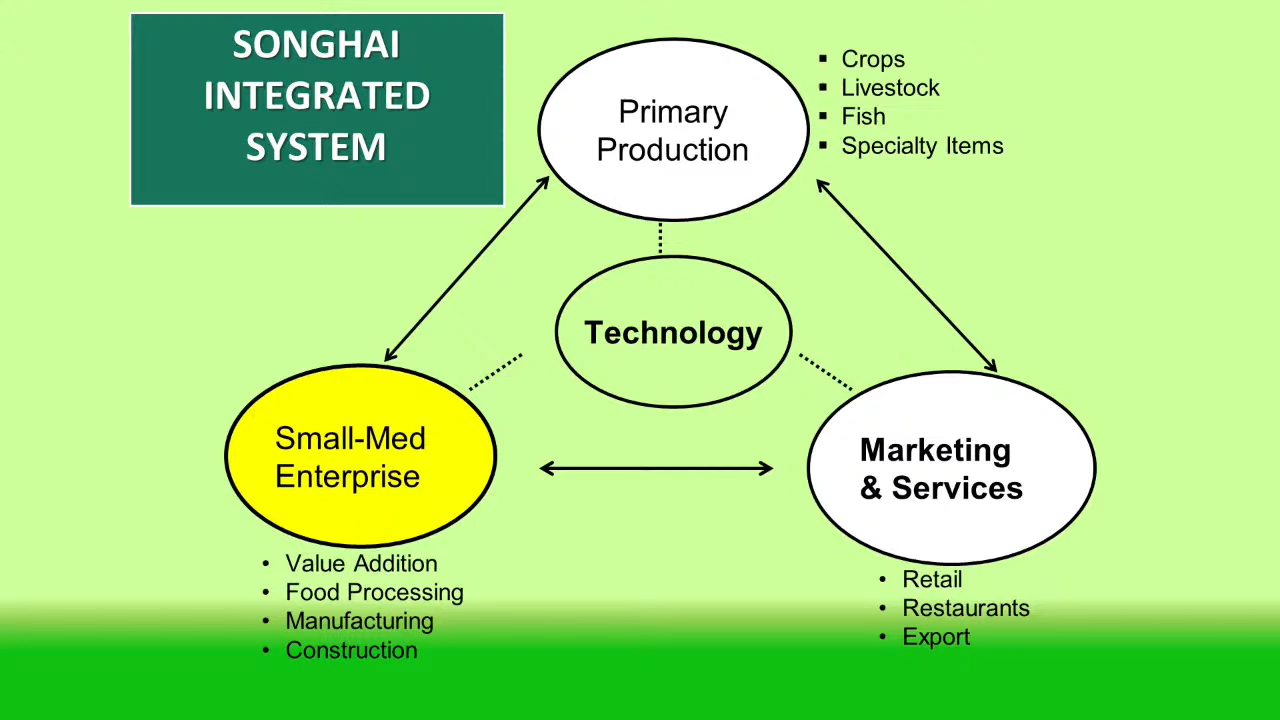 SONGHAI
INTEGRATED
SYSTEM
Primary
Production
▪ Crops
▪ Livestock
▪ Fish
▪ Specialty Items
Technology
Small-Med
Enterprise
• Value Addition
• Food Processing
• Manufacturing
• Construction
Marketing
& Services
• Retail
• Restaurants
• Export